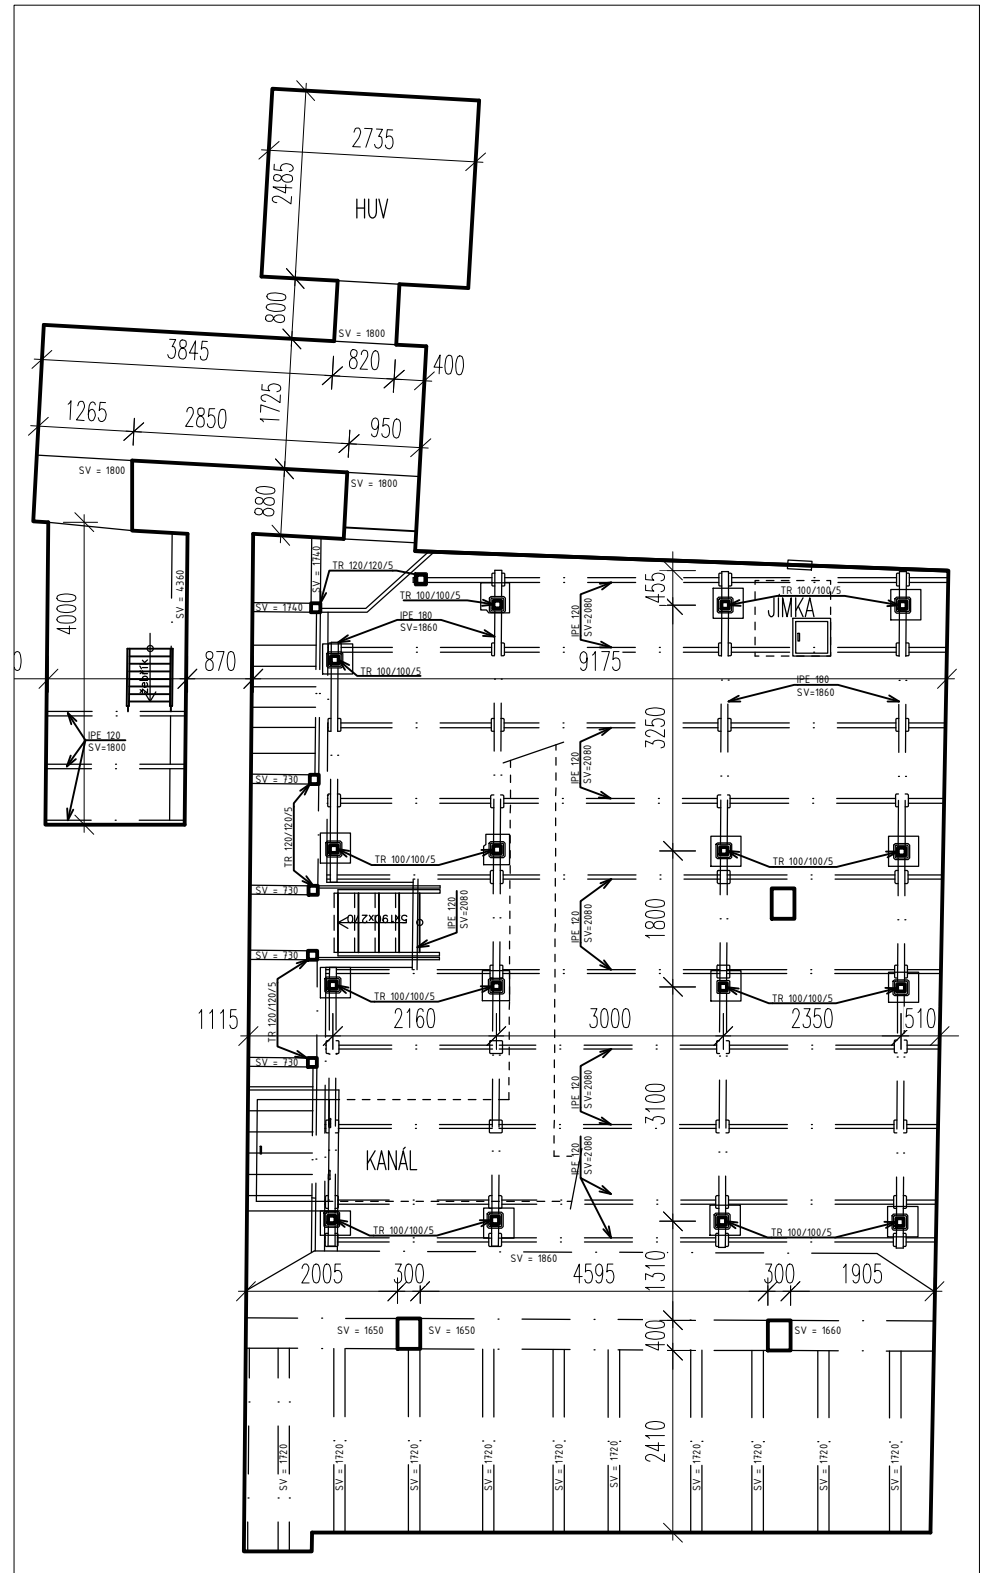 2735
2485
HUV
800
SV = 1800
3845
820
400
1725
1265
2850
950
SV = 1800
SV = 1800
880
4000
SV = 4360
SV = 1740
TR 120/120/5
SV = 1740
TR 100/100/5
IPE 180
SV=1860
IPE 120
SV=2080
455
TR 100/100/5
JÍMKA
0
žebřík
870
TR 100/100/5
9175
IPE 180
SV=1860
IPE 120
SV=1800
3250
IPE 120
SV=2080
SV = 730
TR 120/120/5
TR 100/100/5
TR 100/100/5
SV = 730
5x190x270
IPE 120
SV=2080
IPE 120
SV=2080
1800
SV = 730
TR 120/120/5
TR 100/100/5
TR 100/100/5
1115
2160
3000
2350
510
SV = 730
IPE 120
SV=2080
3100
KANÁL
IPE 120
SV=2080
TR 100/100/5
TR 100/100/5
SV = 1860
2005
300
4595
1310
300
1905
SV = 1650
SV = 1650
400
SV = 1660
2410
SV = 1720
SV = 1720
SV = 1720
SV = 1720
SV = 1720
SV = 1720
SV = 1720
SV = 1720
SV = 1720